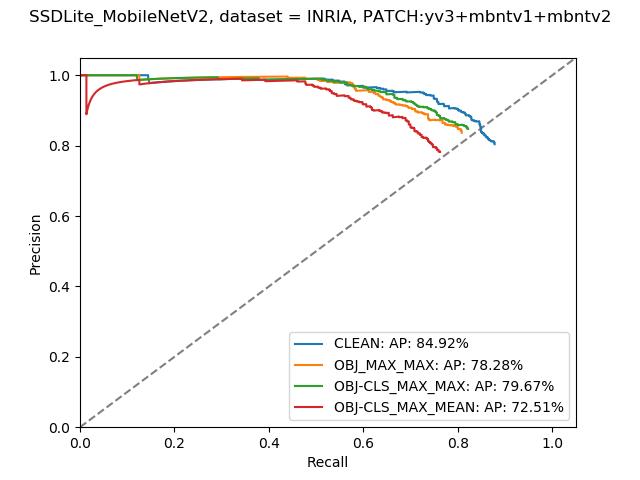 SSDLite_MobileNetV2, dataset = INRIA, PATCH:yv3+mbntv1+mbntv2
1.0
0.8
0.6
0.4
0.2
0.0
Precision
0.0 0.2 0.4 0.6 0.8 1.0
Recall
CLEAN: AP: 84.92%
OBJ_MAX_MAX: AP: 78.28%
OBJ-CLS_MAX_MAX: AP: 79.67%
OBJ-CLS_MAX_MEAN: AP: 72.51%